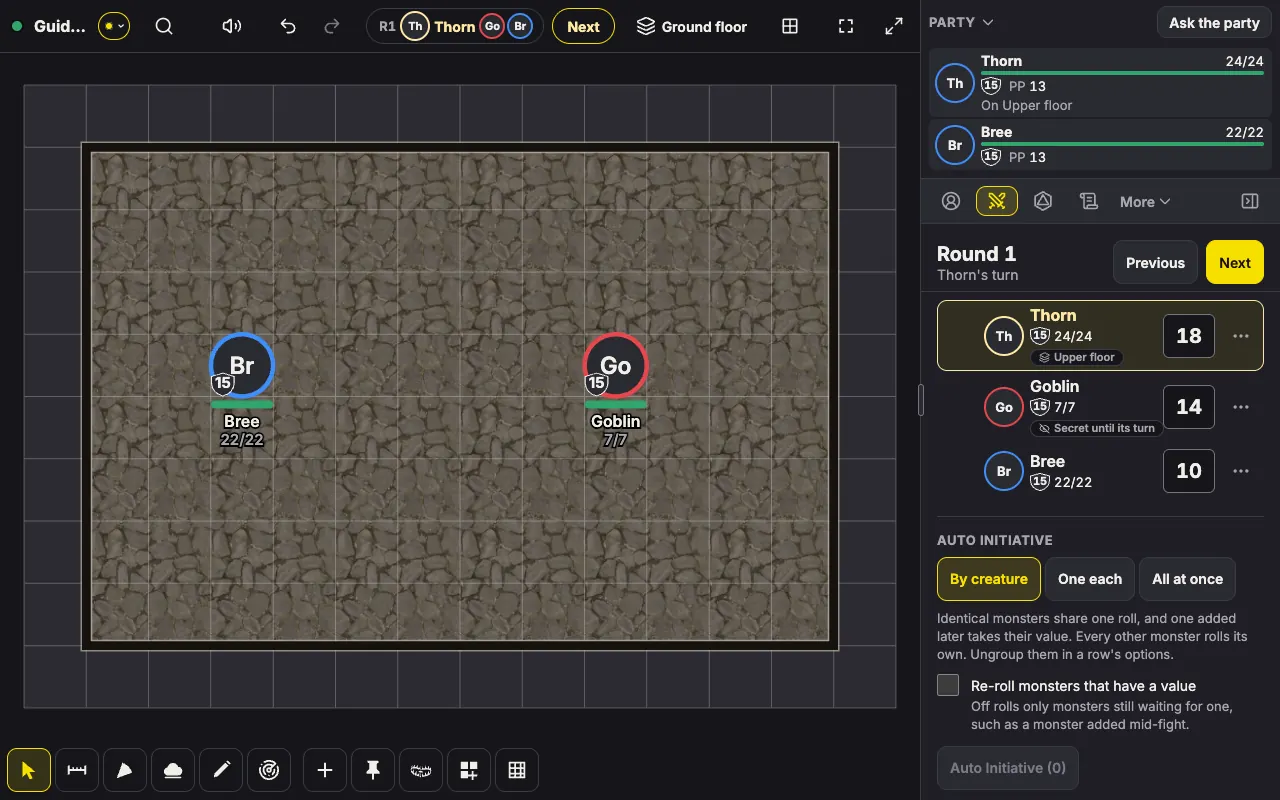 Guid...
R1 Th Thorn Go Br
Next
Ground floor
PARTY
Ask the party
Th
Thorn
24/24
15 PP 13
On Upper floor
Br
Bree
22/22
15 PP 13
More
Round 1
Thorn's turn
Previous
Next
Th
Thorn
15 24/24
Upper floor
18
Go
Goblin
15 7/7
Secret until its turn
14
Br
Bree
15 22/22
10
AUTO INITIATIVE
By creature
One each
All at once
Identical monsters share one roll, and one added
later takes their value. Every other monster rolls its
own. Ungroup them in a row's options.
Re-roll monsters that have a value
Off rolls only monsters still waiting for one,
such as a monster added mid-fight.
Auto Initiative (0)
Br
15
Bree
22/22
Go
15
Goblin
7/7